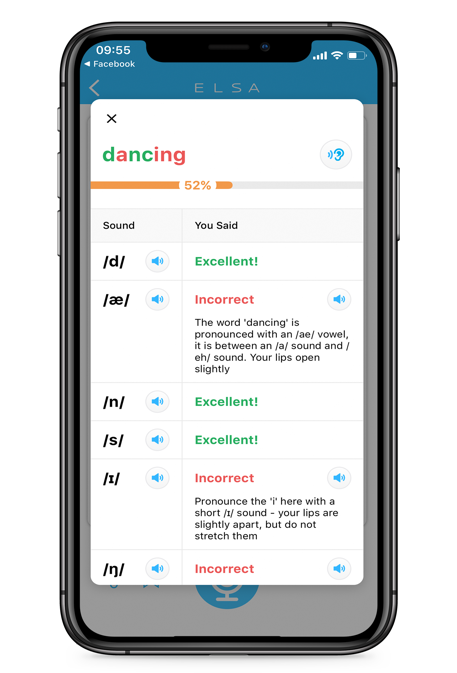 09:55
Facebook
ELSA
dancing
52%
Sound You Said
/d/ Excellent!
/æ/ Incorrect
The word 'dancing' is
pronounced with an /ae/ vowel,
it is between an /a/ sound and /
eh/ sound. Your lips open
slightly
/n/ Excellent!
/s/ Excellent!
/ɪ/ Incorrect
Pronounce the 'i' here with a
short /ɪ/ sound - your lips are
slightly apart, but do not
stretch them
/ŋ/ Incorrect